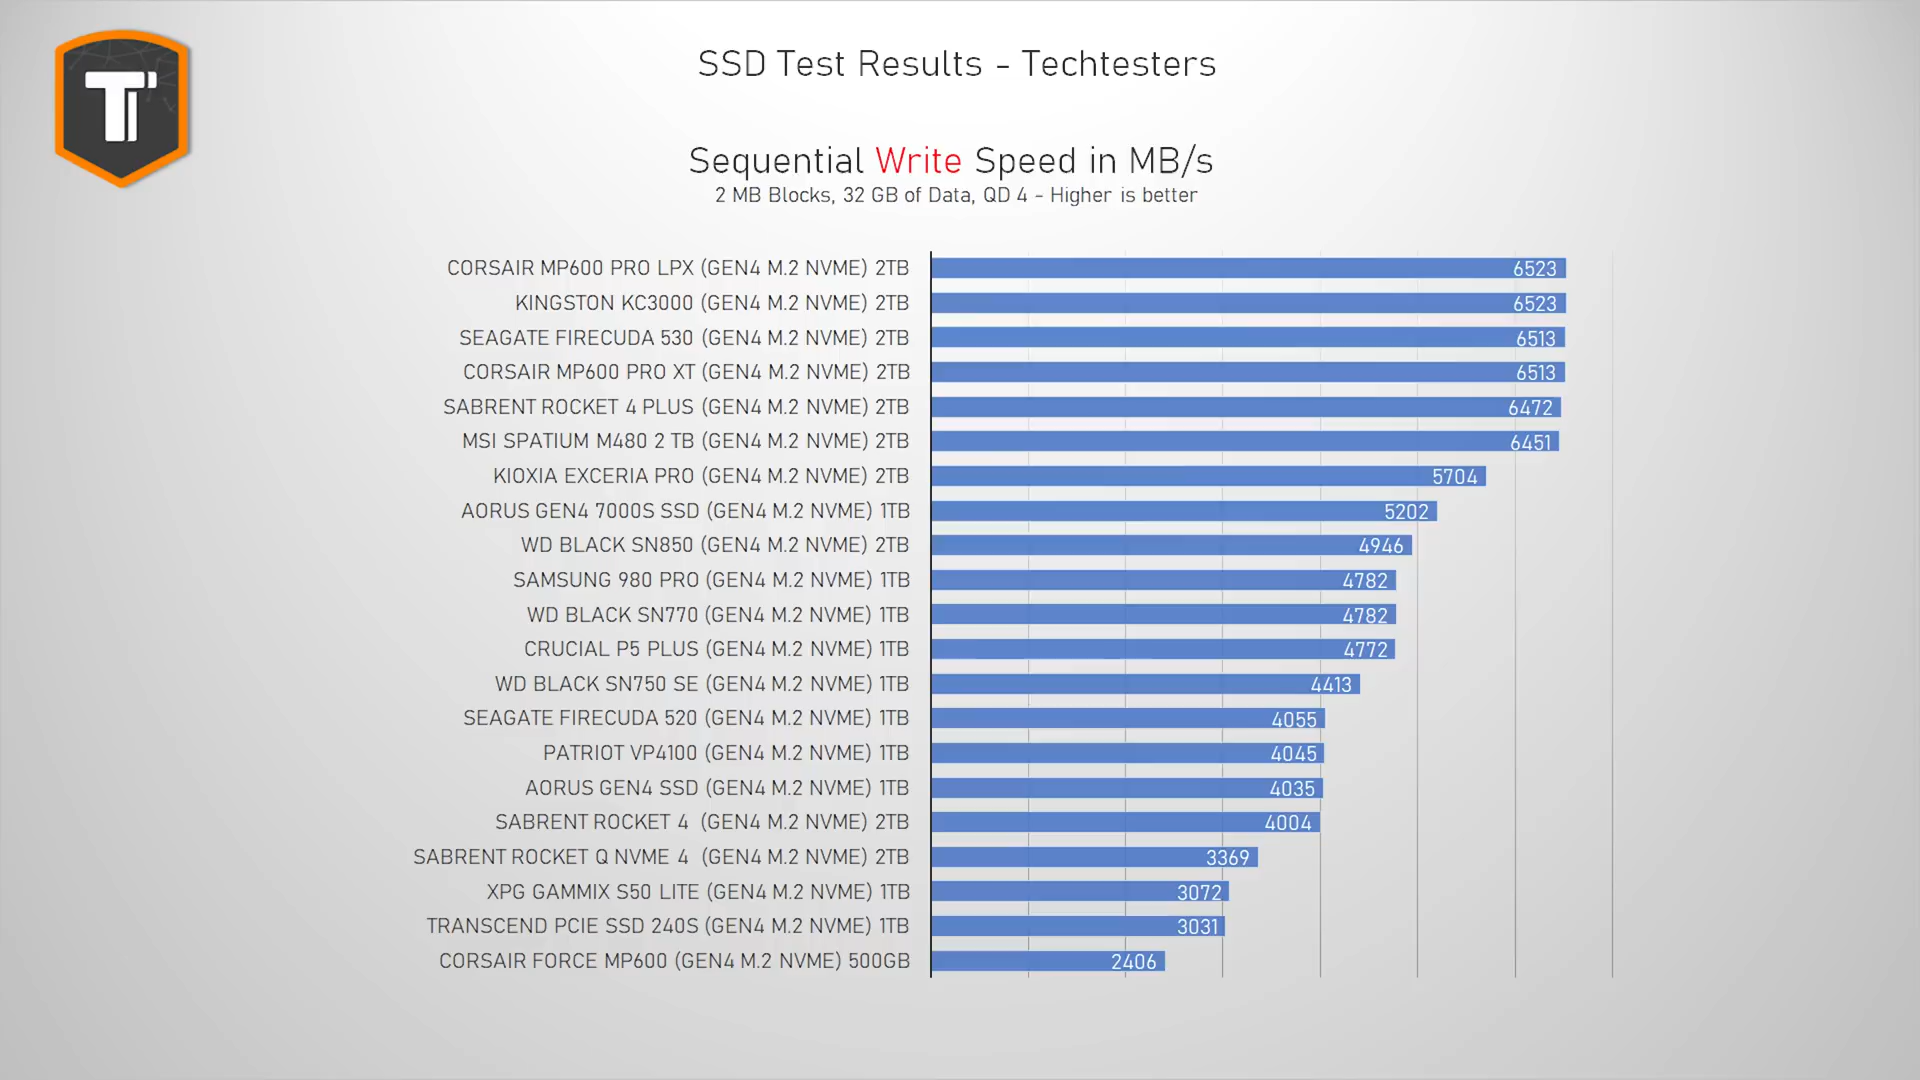 T
SSD Test Results - Techtesters
Sequential Write Speed in MB/s
2 MB Blocks, 32 GB of Data, QD 4 - Higher is better
CORSAIR MP600 PRO LPX (GEN4 M.2 NVME) 2TB 6523
KINGSTON KC3000 (GEN4 M.2 NVME) 2TB 6523
SEAGATE FIRECUDA 530 (GEN4 M.2 NVME) 2TB 6513
CORSAIR MP600 PRO XT (GEN4 M.2 NVME) 2TB 6513
SABRENT ROCKET 4 PLUS (GEN4 M.2 NVME) 2TB 6472
MSI SPATIUM M480 2 TB (GEN4 M.2 NVME) 2TB 6451
KIOXIA EXCERIA PRO (GEN4 M.2 NVME) 2TB 5704
AORUS GEN4 7000S SSD (GEN4 M.2 NVME) 1TB 5202
WD BLACK SN850 (GEN4 M.2 NVME) 2TB 4946
SAMSUNG 980 PRO (GEN4 M.2 NVME) 1TB 4782
WD BLACK SN770 (GEN4 M.2 NVME) 1TB 4782
CRUCIAL P5 PLUS (GEN4 M.2 NVME) 1TB 4772
WD BLACK SN750 SE (GEN4 M.2 NVME) 1TB 4413
SEAGATE FIRECUDA 520 (GEN4 M.2 NVME) 1TB 4055
PATRIOT VP4100 (GEN4 M.2 NVME) 1TB 4045
AORUS GEN4 SSD (GEN4 M.2 NVME) 1TB 4035
SABRENT ROCKET 4 (GEN4 M.2 NVME) 2TB 4004
SABRENT ROCKET Q NVME 4 (GEN4 M.2 NVME) 2TB 3369
XPG GAMMIX S50 LITE (GEN4 M.2 NVME) 1TB 3072
TRANSCEND PCIE SSD 240S (GEN4 M.2 NVME) 1TB 3031
CORSAIR FORCE MP600 (GEN4 M.2 NVME) 500GB 2406